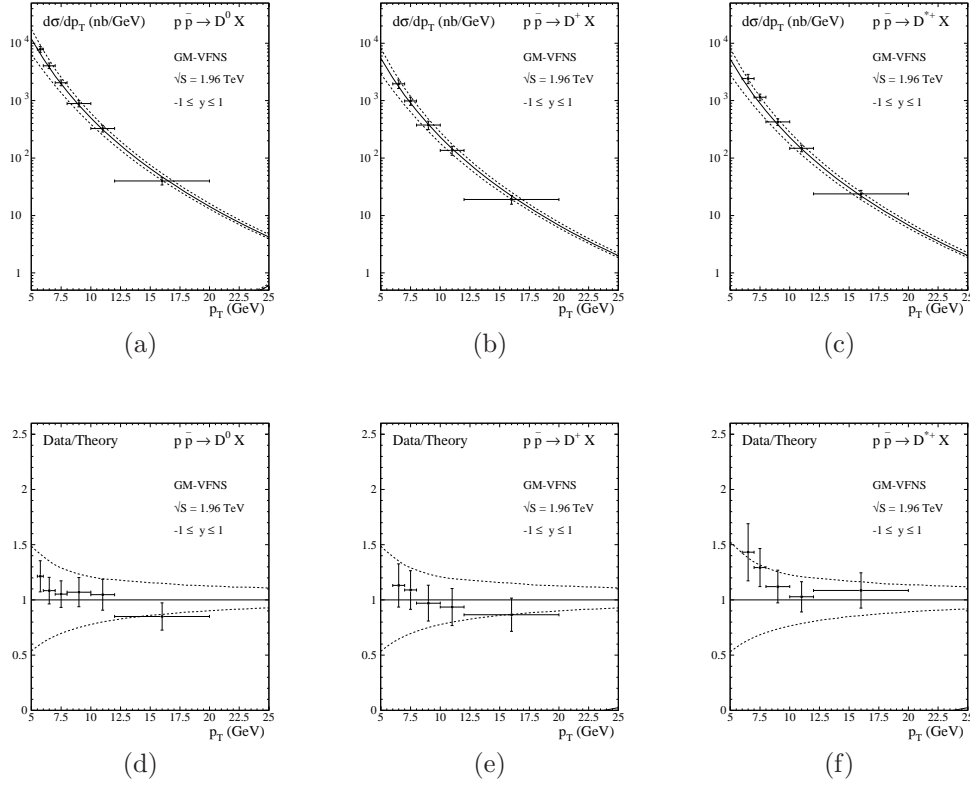 dσ/dp_T (nb/GeV) p p̄ → D⁰ X
GM-VFNS
√S = 1.96 TeV
-1 ≤ y ≤ 1
10⁴
10³
10²
10
1
5 7.5 10 12.5 15 17.5 20 22.5 25
p_T (GeV)
(a)
dσ/dp_T (nb/GeV) p p̄ → D⁺ X
GM-VFNS
√S = 1.96 TeV
-1 ≤ y ≤ 1
10⁴
10³
10²
10
1
5 7.5 10 12.5 15 17.5 20 22.5 25
p_T (GeV)
(b)
dσ/dp_T (nb/GeV) p p̄ → D*⁺ X
GM-VFNS
√S = 1.96 TeV
-1 ≤ y ≤ 1
10⁴
10³
10²
10
1
5 7.5 10 12.5 15 17.5 20 22.5 25
p_T (GeV)
(c)
Data/Theory p p̄ → D⁰ X
GM-VFNS
√S = 1.96 TeV
-1 ≤ y ≤ 1
2.5
2
1.5
1
0.5
0
5 7.5 10 12.5 15 17.5 20 22.5 25
p_T (GeV)
(d)
Data/Theory p p̄ → D⁺ X
GM-VFNS
√S = 1.96 TeV
-1 ≤ y ≤ 1
2.5
2
1.5
1
0.5
0
5 7.5 10 12.5 15 17.5 20 22.5 25
p_T (GeV)
(e)
Data/Theory p p̄ → D*⁺ X
GM-VFNS
√S = 1.96 TeV
-1 ≤ y ≤ 1
2.5
2
1.5
1
0.5
0
5 7.5 10 12.5 15 17.5 20 22.5 25
p_T (GeV)
(f)